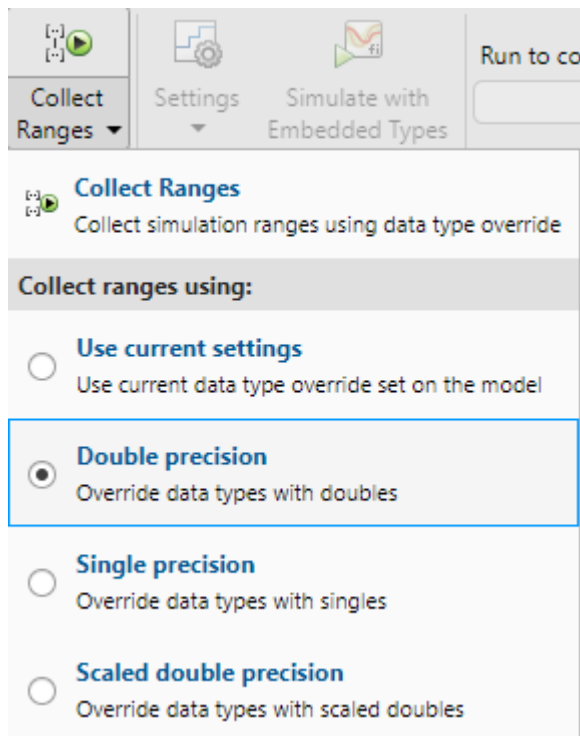 Collect
Ranges
Settings
Simulate with
Embedded Types
fi
Run to co
Collect Ranges
Collect simulation ranges using data type override
Collect ranges using:
Use current settings
Use current data type override set on the model
Double precision
Override data types with doubles
Single precision
Override data types with singles
Scaled double precision
Override data types with scaled doubles